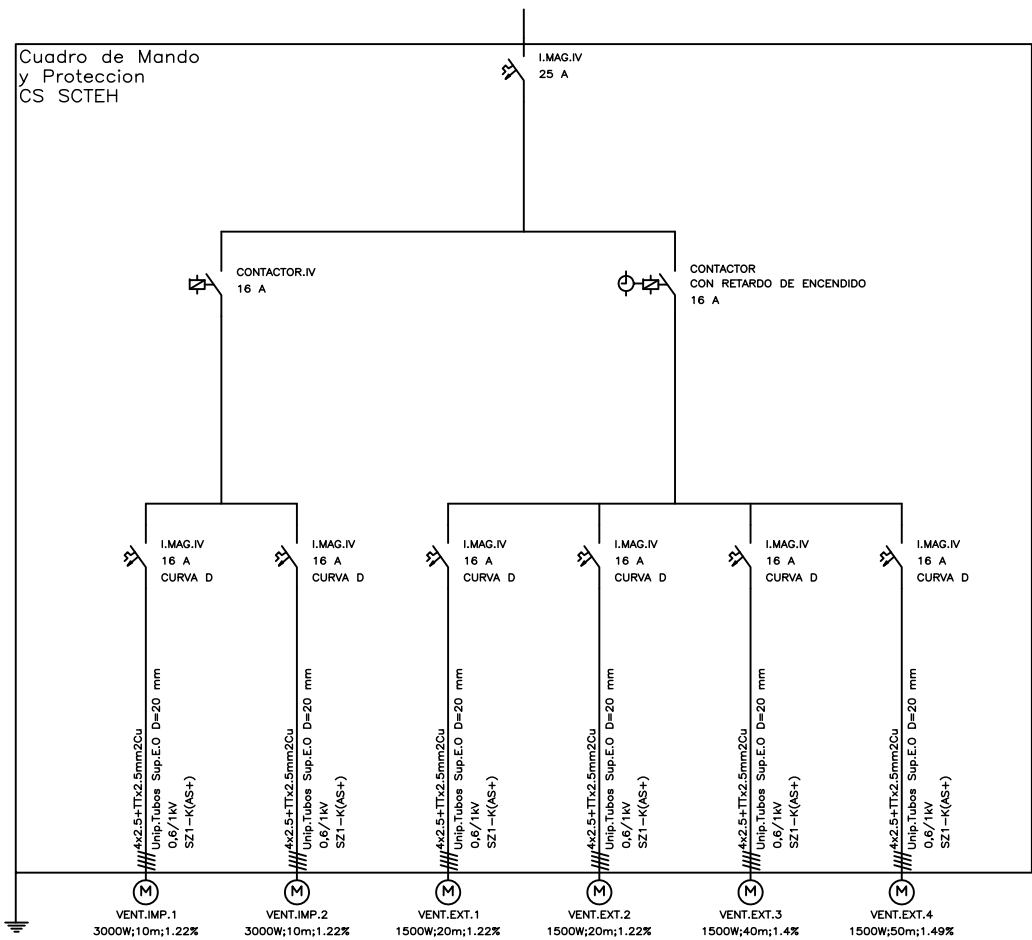 Cuadro de Mando
y Proteccion
CS SCTEH
I.MAG.IV
25 A
CONTACTOR.IV
16 A
CONTACTOR
CON RETARDO DE ENCENDIDO
16 A
I.MAG.IV
16 A
CURVA D
I.MAG.IV
16 A
CURVA D
I.MAG.IV
16 A
CURVA D
I.MAG.IV
16 A
CURVA D
I.MAG.IV
16 A
CURVA D
I.MAG.IV
16 A
CURVA D
4x2.5+TTx2.5mm2Cu
Unip.Tubos Sup.E.O D=20 mm
0,6/1kV
SZ1-K(AS+)
4x2.5+TTx2.5mm2Cu
Unip.Tubos Sup.E.O D=20 mm
0,6/1kV
SZ1-K(AS+)
4x2.5+TTx2.5mm2Cu
Unip.Tubos Sup.E.O D=20 mm
0,6/1kV
SZ1-K(AS+)
4x2.5+TTx2.5mm2Cu
Unip.Tubos Sup.E.O D=20 mm
0,6/1kV
SZ1-K(AS+)
4x2.5+TTx2.5mm2Cu
Unip.Tubos Sup.E.O D=20 mm
0,6/1kV
SZ1-K(AS+)
4x2.5+TTx2.5mm2Cu
Unip.Tubos Sup.E.O D=20 mm
0,6/1kV
SZ1-K(AS+)
M
VENT.IMP.1
3000W;10m;1.22%
M
VENT.IMP.2
3000W;10m;1.22%
M
VENT.EXT.1
1500W;20m;1.22%
M
VENT.EXT.2
1500W;20m;1.22%
M
VENT.EXT.3
1500W;40m;1.4%
M
VENT.EXT.4
1500W;50m;1.49%